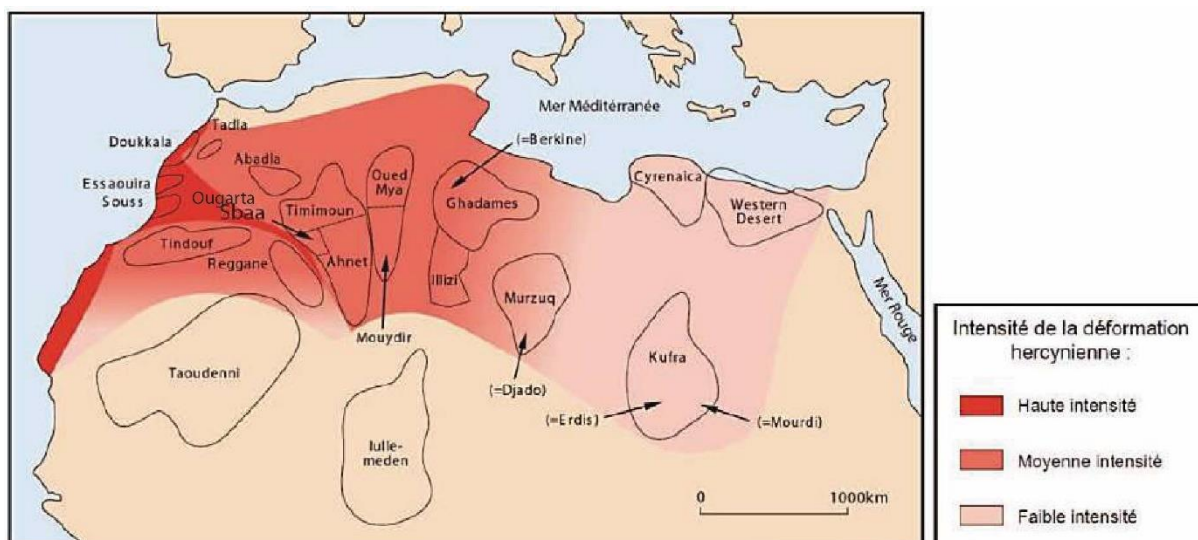 Mer Méditérranée
Tadla
Doukkala
(=Berkine)
Abadla
Essaouira
Souss
Oued
Mya
Cyrenaica
Ougarta
Sbaa
Timimoun
Ghadames
Western
Desert
Tindouf
Reggane
Ahnet
Illizi
Murzuq
Mer Rouge
Mouydir
Kufra
Taoudenni
(=Djado)
(=Erdis)
(=Mourdi)
Iulle-
meden
0
1000km
Intensité de la déformation
hercynienne :
Haute intensité
Moyenne intensité
Faible intensité